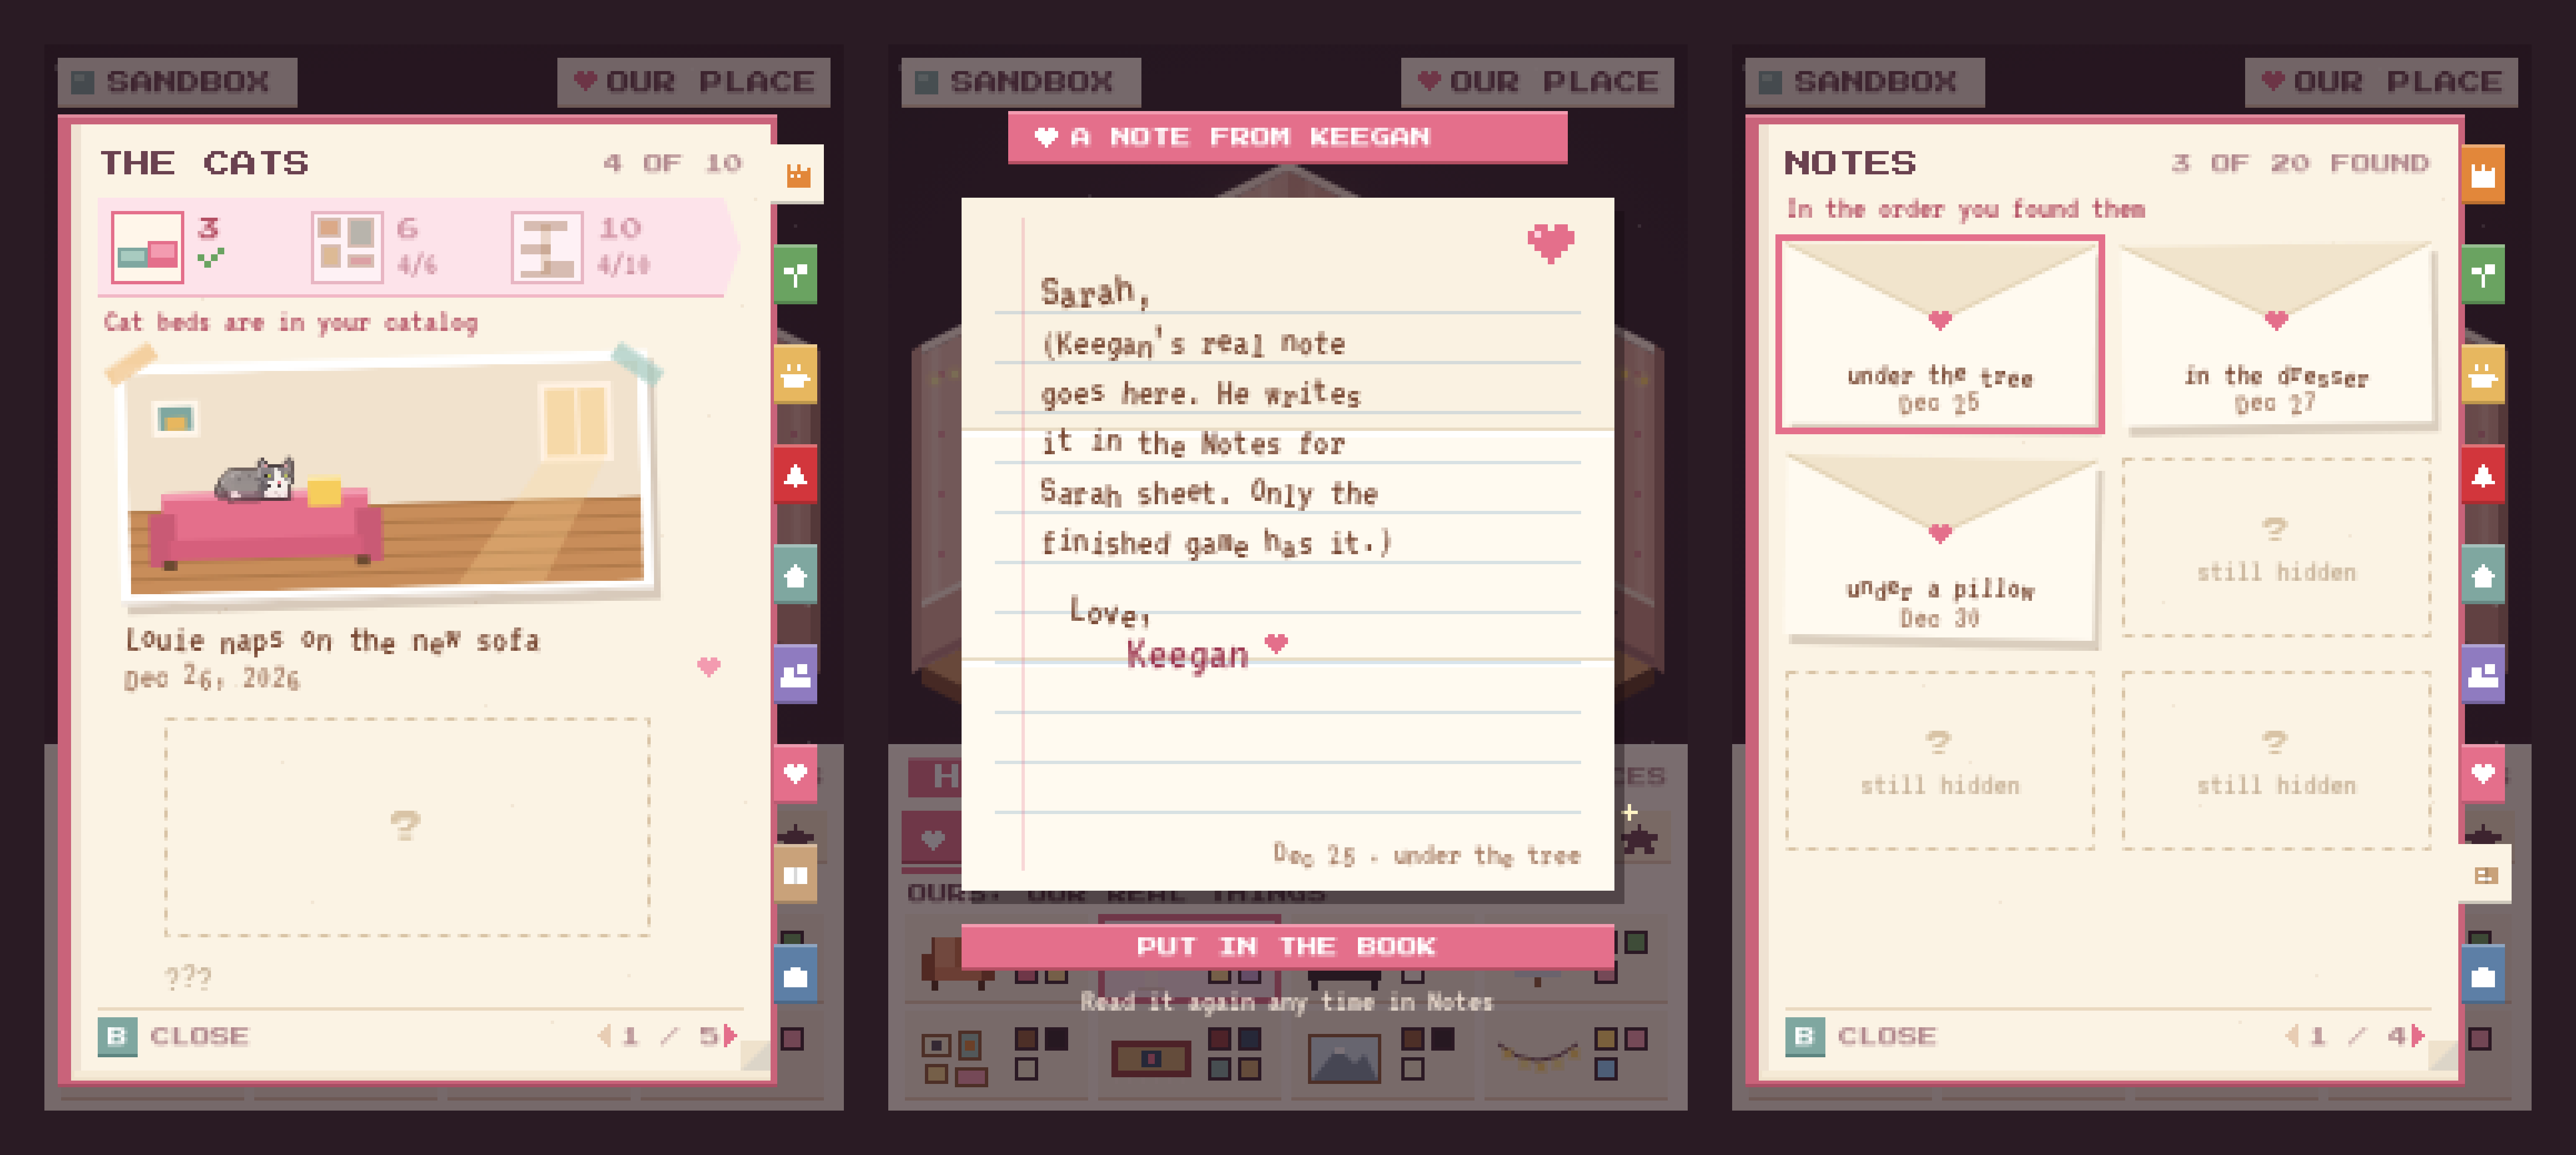 SANDBOX
OUR PLACE
THE CATS
4 OF 10
3
6
4/6
10
4/10
Cat beds are in your catalog
Louie naps on the new sofa
Dec 26, 2026
?
???
B CLOSE
1 / 5
SANDBOX
OUR PLACE
A NOTE FROM KEEGAN
Sarah,
(Keegan's real note
goes here. He writes
it in the Notes for
Sarah sheet. Only the
finished game has it.)
Love,
Keegan
Dec 25 · under the tree
OURS: OUR REAL THINGS
PUT IN THE BOOK
Read it again any time in Notes
SANDBOX
OUR PLACE
NOTES
3 OF 20 FOUND
In the order you found them
under the tree
Dec 25
in the dresser
Dec 27
under a pillow
Dec 30
?
still hidden
?
still hidden
?
still hidden
B CLOSE
1 / 4